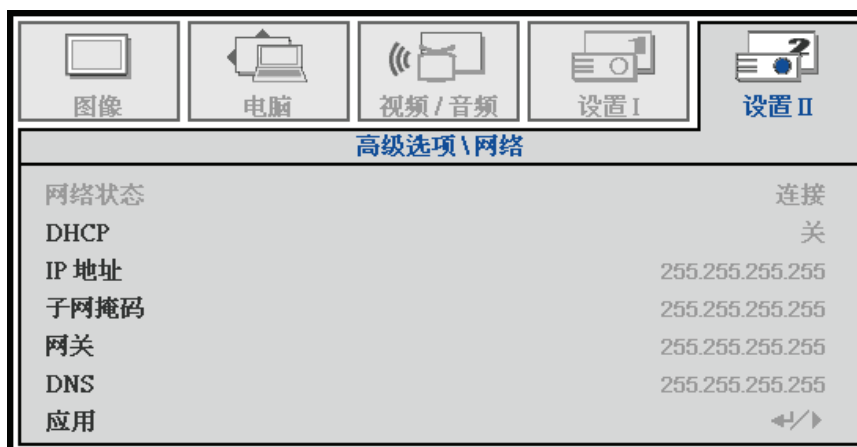 图像
电脑
视频 / 音频
设置 I
设置 II
高级选项 \ 网络
网络状态 连接
DHCP 关
IP 地址 255.255.255.255
子网掩码 255.255.255.255
网关 255.255.255.255
DNS 255.255.255.255
应用